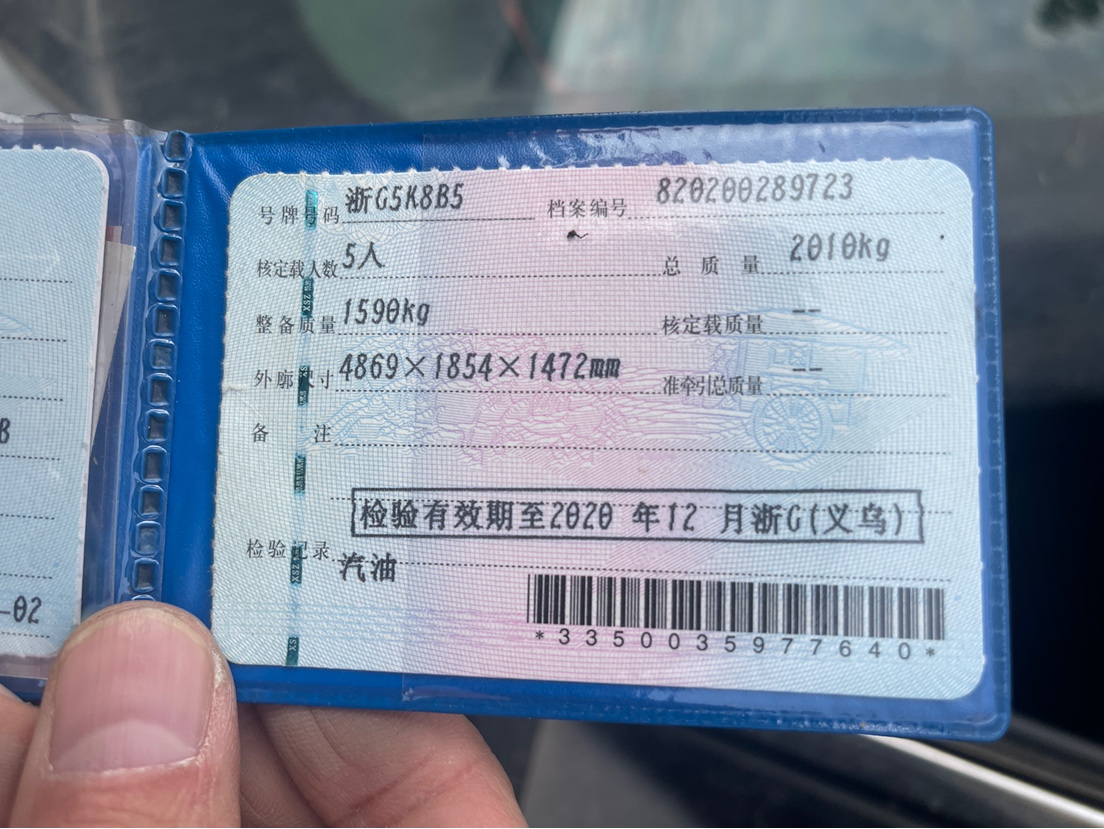 号牌号码 浙G5K8B5 档案编号 820200289723
核定载人数 5人 总质量 2010kg
整备质量 1590kg 核定载质量 --
外廓尺寸 4869×1854×1472mm 准牵引总质量 --
备注
检验有效期至2020 年12 月浙G(义乌)
检验记录
汽油
*3350035977640*
B
-02